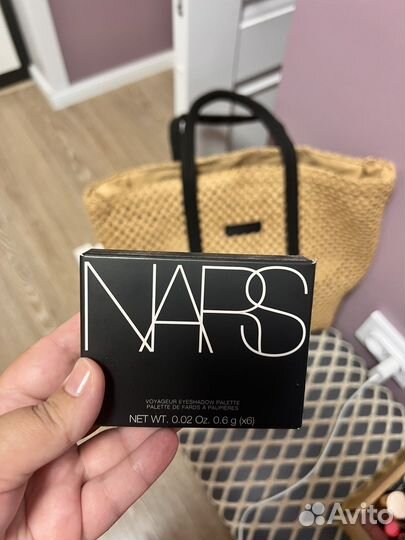 NARS
VOYAGEUR EYESHADOW PALETTE
PALETTE DE FARDS À PAUPIÈRES
NET WT. 0.02 Oz. 0.6 g (x6)
Avito